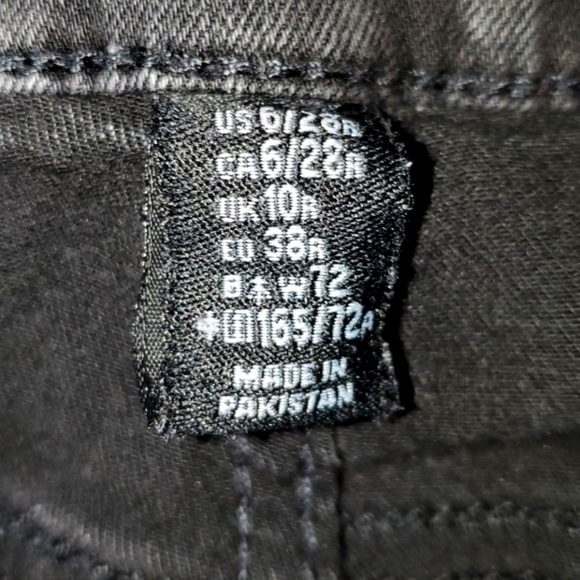 US 6/28R
CA 6/28R
UK 10R
EU 38R
日本 W 72
中国 165/72A
MADE IN
PAKISTAN